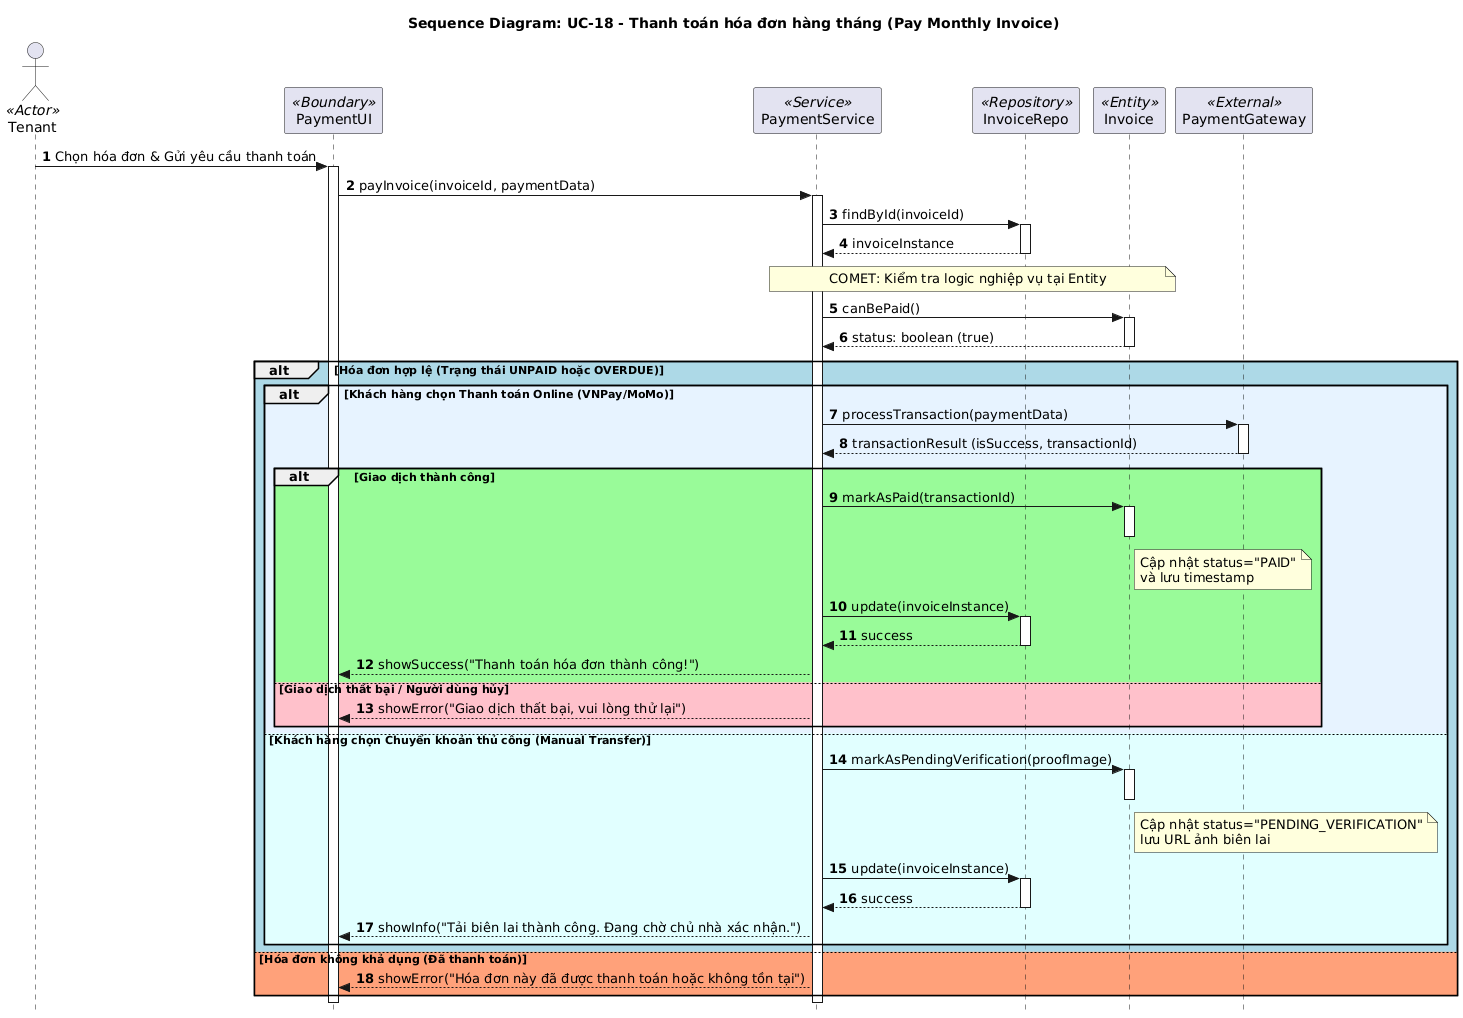 Sequence Diagram: UC-18 - Thanh toán hóa đơn hàng tháng (Pay Monthly Invoice)
«Actor»
Tenant
«Boundary»
PaymentUI
«Service»
PaymentService
«Repository»
InvoiceRepo
«Entity»
Invoice
«External»
PaymentGateway
1 Chọn hóa đơn & Gửi yêu cầu thanh toán
2 payInvoice(invoiceId, paymentData)
3 findById(invoiceId)
4 invoiceInstance
COMET: Kiểm tra logic nghiệp vụ tại Entity
5 canBePaid()
6 status: boolean (true)
alt [Hóa đơn hợp lệ (Trạng thái UNPAID hoặc OVERDUE)]
alt [Khách hàng chọn Thanh toán Online (VNPay/MoMo)]
7 processTransaction(paymentData)
8 transactionResult (isSuccess, transactionId)
alt [Giao dịch thành công]
9 markAsPaid(transactionId)
Cập nhật status="PAID"
và lưu timestamp
10 update(invoiceInstance)
11 success
12 showSuccess("Thanh toán hóa đơn thành công!")
[Giao dịch thất bại / Người dùng hủy]
13 showError("Giao dịch thất bại, vui lòng thử lại")
[Khách hàng chọn Chuyển khoản thủ công (Manual Transfer)]
14 markAsPendingVerification(proofImage)
Cập nhật status="PENDING_VERIFICATION"
lưu URL ảnh biên lai
15 update(invoiceInstance)
16 success
17 showInfo("Tải biên lai thành công. Đang chờ chủ nhà xác nhận.")
[Hóa đơn không khả dụng (Đã thanh toán)]
18 showError("Hóa đơn này đã được thanh toán hoặc không tồn tại")